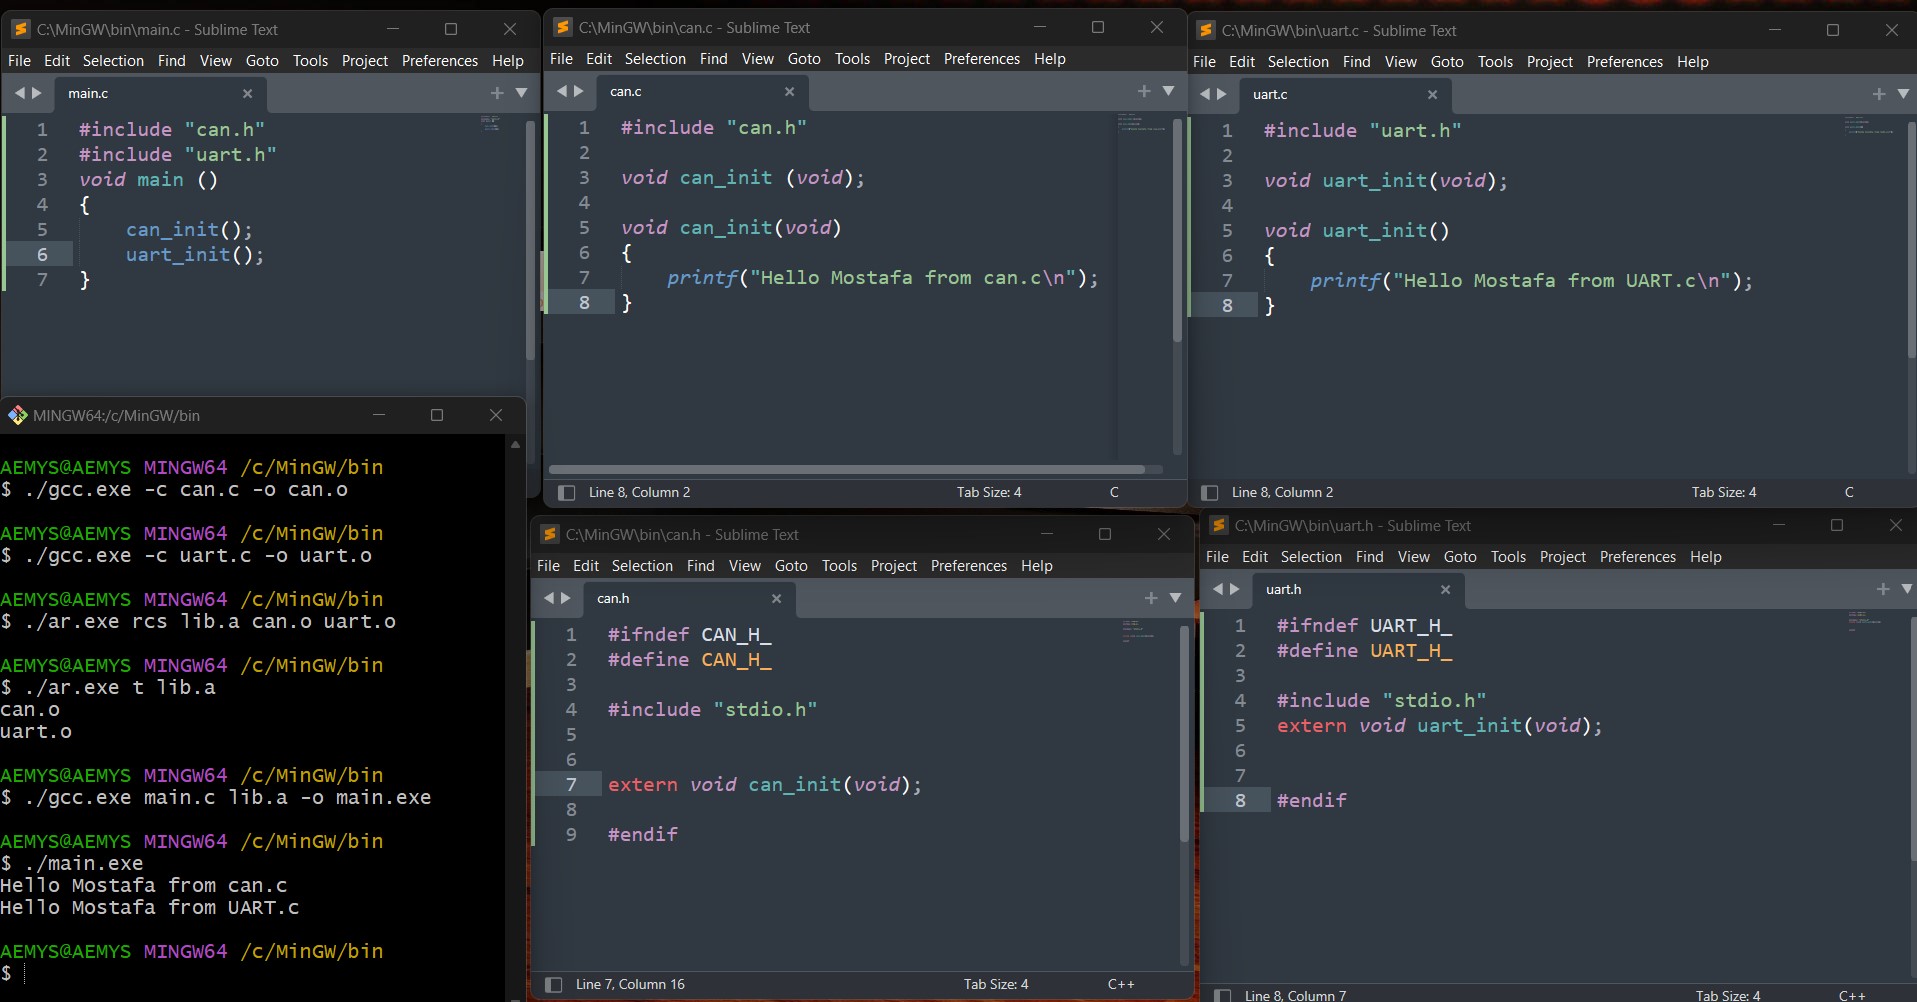 C:\MinGW\bin\main.c - Sublime Text
File Edit Selection Find View Goto Tools Project Preferences Help
main.c
1 #include "can.h"
2 #include "uart.h"
3 void main ()
4 {
5 can_init();
6 uart_init();
7 }
C:\MinGW\bin\can.c - Sublime Text
File Edit Selection Find View Goto Tools Project Preferences Help
can.c
1 #include "can.h"
2
3 void can_init (void);
4
5 void can_init(void)
6 {
7 printf("Hello Mostafa from can.c\n");
8 }
Line 8, Column 2 Tab Size: 4 C
C:\MinGW\bin\uart.c - Sublime Text
File Edit Selection Find View Goto Tools Project Preferences Help
uart.c
1 #include "uart.h"
2
3 void uart_init(void);
4
5 void uart_init()
6 {
7 printf("Hello Mostafa from UART.c\n");
8 }
Line 8, Column 2 Tab Size: 4 C
MINGW64:/c/MinGW/bin
AEMYS@AEMYS MINGW64 /c/MinGW/bin
$ ./gcc.exe -c can.c -o can.o
AEMYS@AEMYS MINGW64 /c/MinGW/bin
$ ./gcc.exe -c uart.c -o uart.o
AEMYS@AEMYS MINGW64 /c/MinGW/bin
$ ./ar.exe rcs lib.a can.o uart.o
AEMYS@AEMYS MINGW64 /c/MinGW/bin
$ ./ar.exe t lib.a
can.o
uart.o
AEMYS@AEMYS MINGW64 /c/MinGW/bin
$ ./gcc.exe main.c lib.a -o main.exe
AEMYS@AEMYS MINGW64 /c/MinGW/bin
$ ./main.exe
Hello Mostafa from can.c
Hello Mostafa from UART.c
AEMYS@AEMYS MINGW64 /c/MinGW/bin
$
C:\MinGW\bin\can.h - Sublime Text
File Edit Selection Find View Goto Tools Project Preferences Help
can.h
1 #ifndef CAN_H_
2 #define CAN_H_
3
4 #include "stdio.h"
5
6
7 extern void can_init(void);
8
9 #endif
Line 7, Column 16 Tab Size: 4 C++
C:\MinGW\bin\uart.h - Sublime Text
File Edit Selection Find View Goto Tools Project Preferences Help
uart.h
1 #ifndef UART_H_
2 #define UART_H_
3
4 #include "stdio.h"
5 extern void uart_init(void);
6
7
8 #endif
Line 8, Column 7 Tab Size: 4 C++